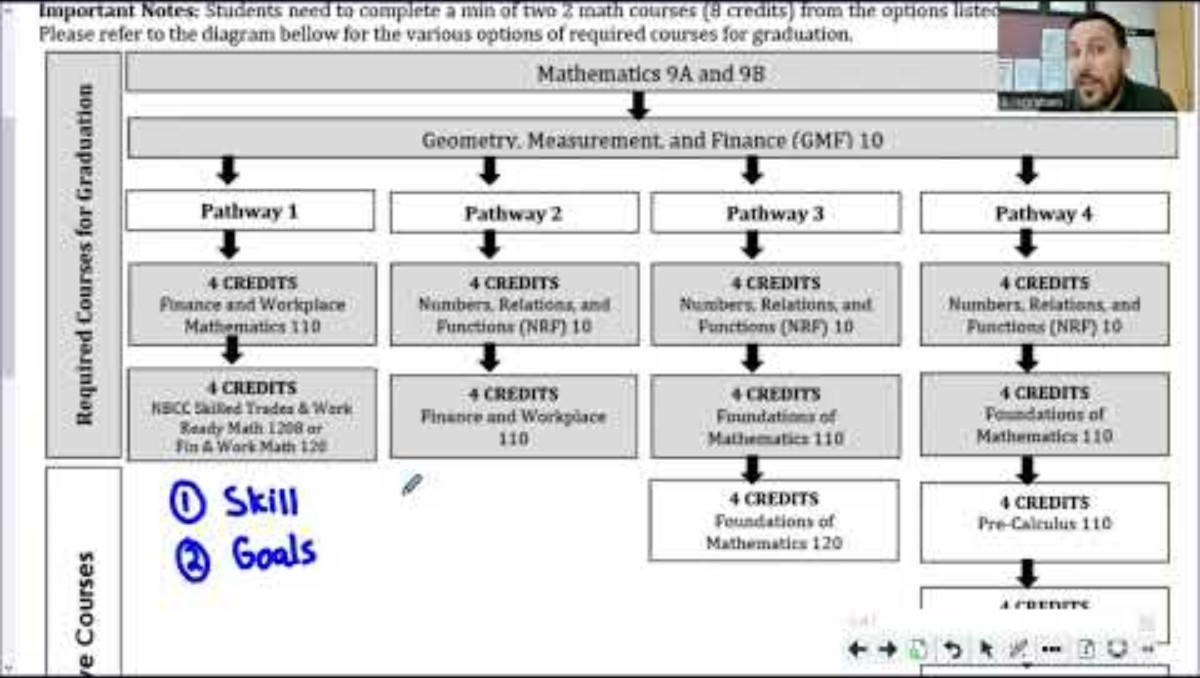 Important Notes: Students need to complete a min of two 2 math courses (8 credits) from the options listed
Please refer to the diagram bellow for the various options of required courses for graduation.
Required Courses for Graduation
Mathematics 9A and 9B
Geometry, Measurement, and Finance (GMF) 10
Pathway 1
Pathway 2
Pathway 3
Pathway 4
4 CREDITS
Finance and Workplace
Mathematics 110
4 CREDITS
Numbers, Relations, and
Functions (NRF) 10
4 CREDITS
Numbers, Relations, and
Functions (NRF) 10
4 CREDITS
Numbers, Relations, and
Functions (NRF) 10
4 CREDITS
NBCC Skilled Trades & Work
Ready Math 1208 or
Fin & Work Math 120
4 CREDITS
Finance and Workplace
110
4 CREDITS
Foundations of
Mathematics 110
4 CREDITS
Foundations of
Mathematics 110
① Skill
② Goals
4 CREDITS
Foundations of
Mathematics 120
4 CREDITS
Pre-Calculus 110
4 CREDITS
ve Courses